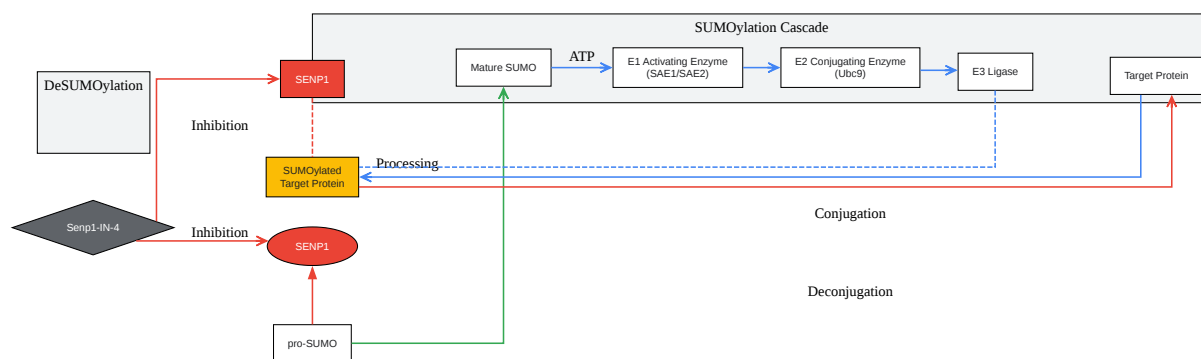 SUMOylation Cascade
ATP
Mature SUMO
E1 Activating Enzyme
(SAE1/SAE2)
E2 Conjugating Enzyme
(Ubc9)
E3 Ligase
Target Protein
SENP1
DeSUMOylation
Inhibition
Processing
SUMOylated
Target Protein
Conjugation
Senp1-IN-4
Inhibition
SENP1
Deconjugation
pro-SUMO